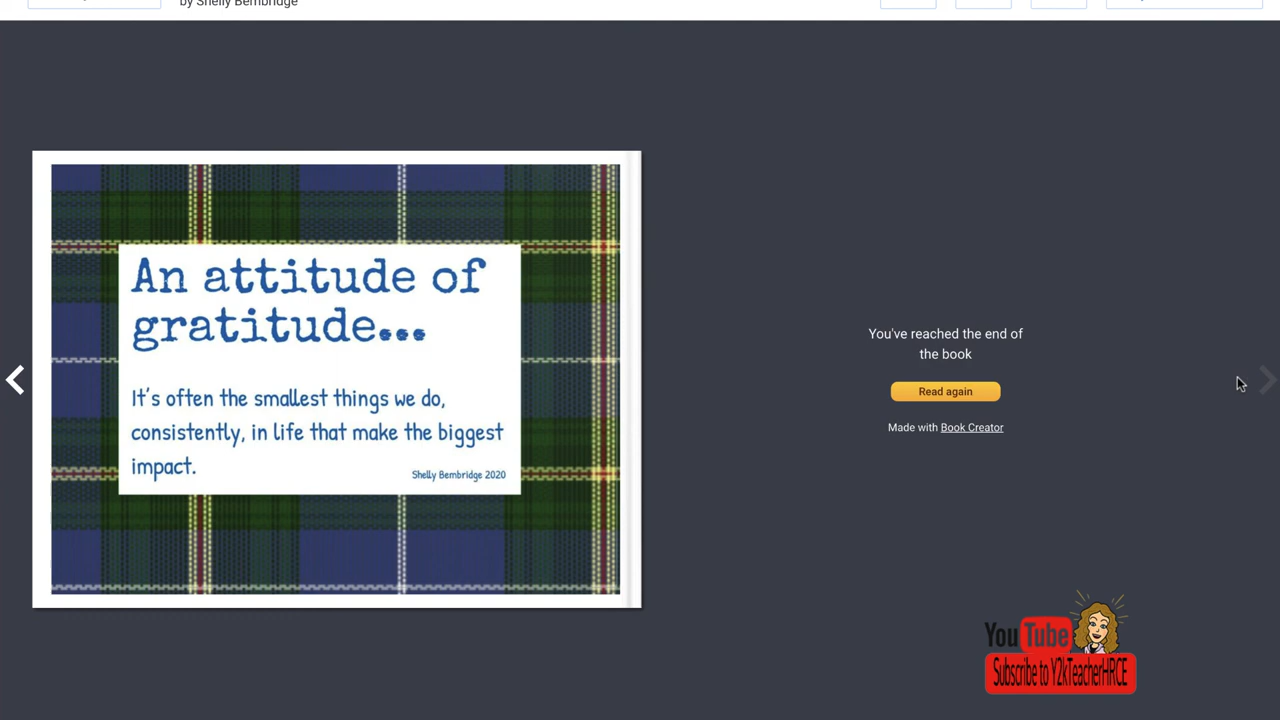 by Shelly Bembridge
An attitude of
gratitude...
It's often the smallest things we do,
consistently, in life that make the biggest
impact.
Shelly Bembridge 2020
You've reached the end of
the book
Read again
Made with Book Creator
YouTube
Subscribe to Y2kTeacherHRCE